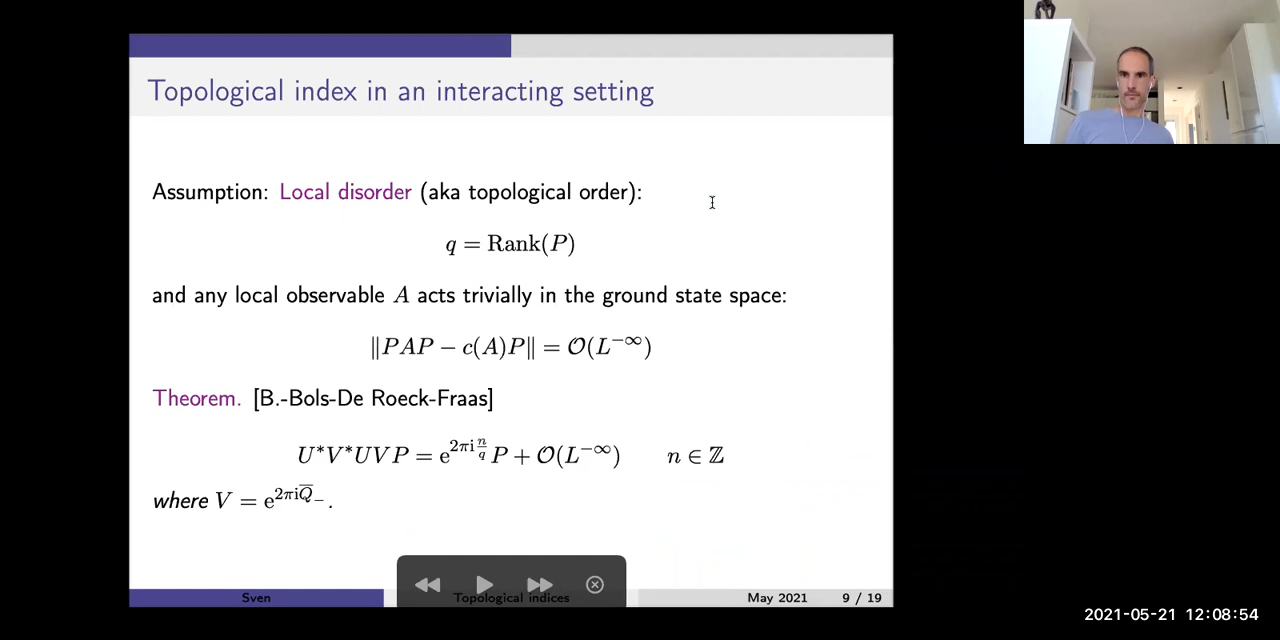 Topological index in an interacting setting
Assumption: Local disorder (aka topological order):
q = Rank(P)
and any local observable A acts trivially in the ground state space:
‖PAP − c(A)P‖ = 𝒪(L^{−∞})
Theorem. [B.-Bols-De Roeck-Fraas]
U*V*UVP = e^{2πi n/q} P + 𝒪(L^{−∞})   n ∈ ℤ
where V = e^{2πi Q̅_−}.
Sven   Topological indices   May 2021   9 / 19
2021-05-21 12:08:54